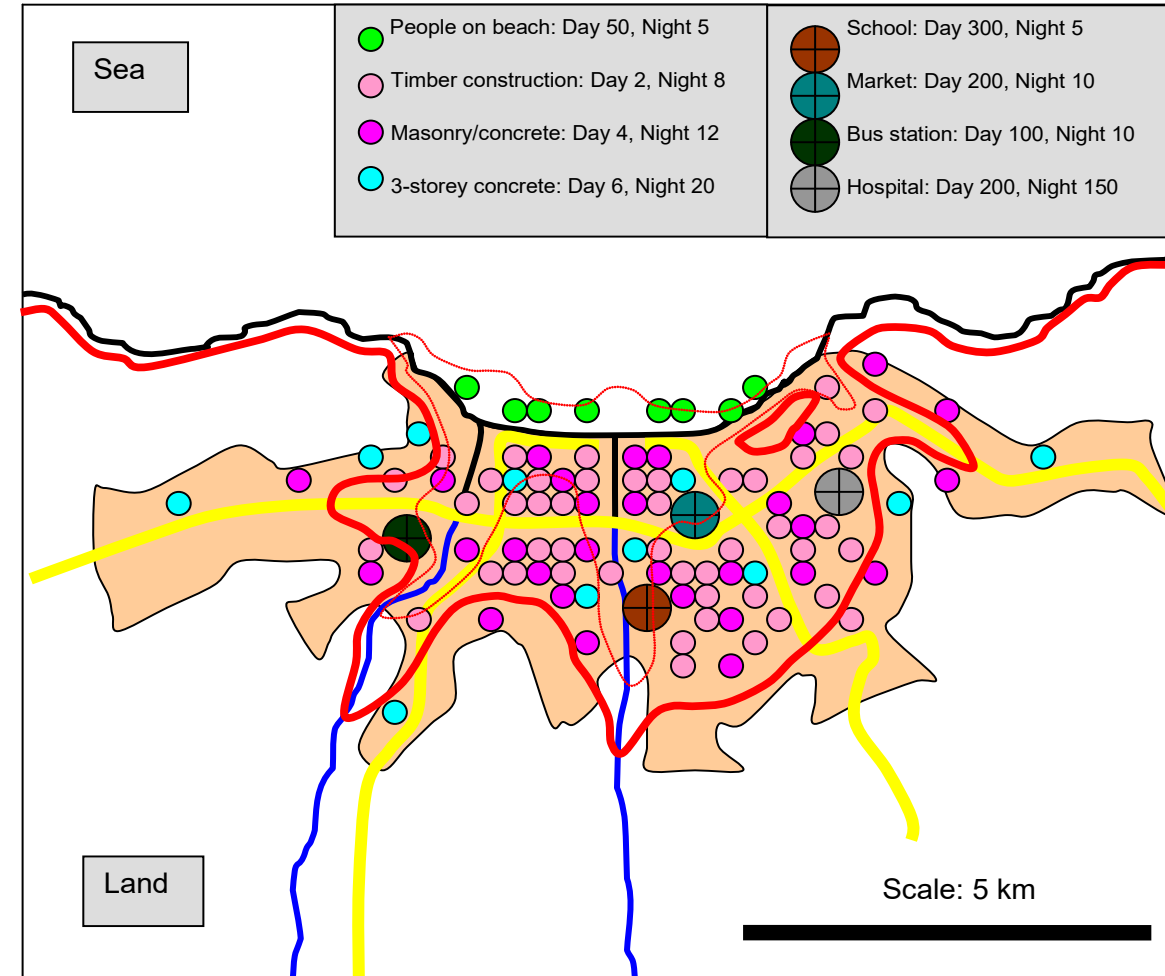 Sea
People on beach: Day 50, Night 5
Timber construction: Day 2, Night 8
Masonry/concrete: Day 4, Night 12
3-storey concrete: Day 6, Night 20
School: Day 300, Night 5
Market: Day 200, Night 10
Bus station: Day 100, Night 10
Hospital: Day 200, Night 150
Land
Scale: 5 km